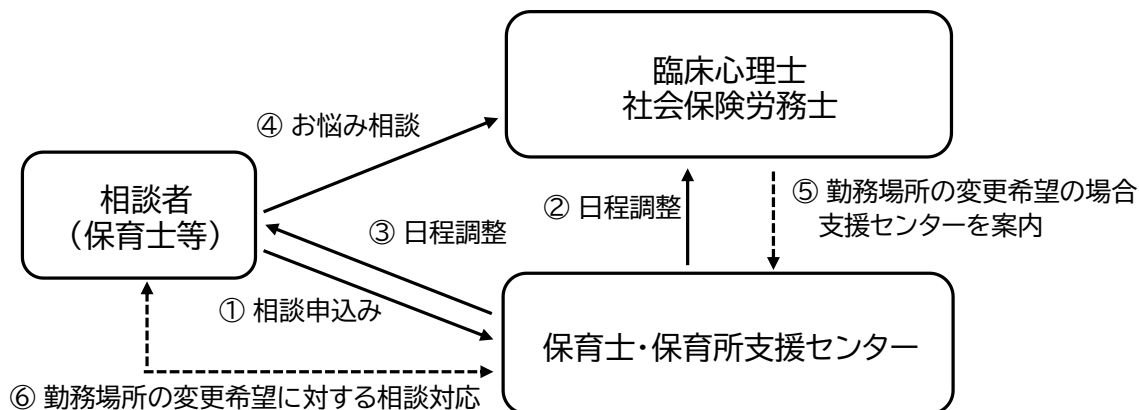 臨床心理士
社会保険労務士
④ お悩み相談
相談者
（保育士等）
② 日程調整
⑤ 勤務場所の変更希望の場合
支援センターを案内
③ 日程調整
① 相談申込み
保育士・保育所支援センター
⑥ 勤務場所の変更希望に対する相談対応